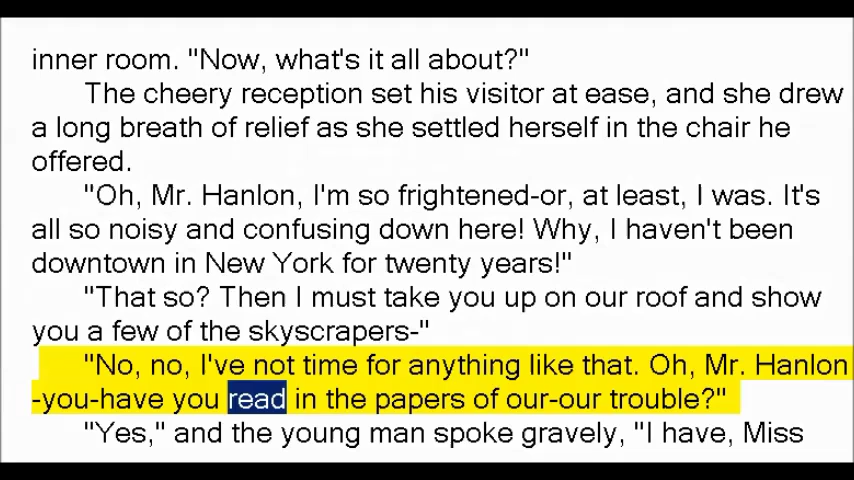 inner room. "Now, what's it all about?"
The cheery reception set his visitor at ease, and she drew
a long breath of relief as she settled herself in the chair he
offered.
"Oh, Mr. Hanlon, I'm so frightened-or, at least, I was. It's
all so noisy and confusing down here! Why, I haven't been
downtown in New York for twenty years!"
"That so? Then I must take you up on our roof and show
you a few of the skyscrapers-"
"No, no, I've not time for anything like that. Oh, Mr. Hanlon
-you-have you read in the papers of our-our trouble?"
"Yes," and the young man spoke gravely, "I have, Miss